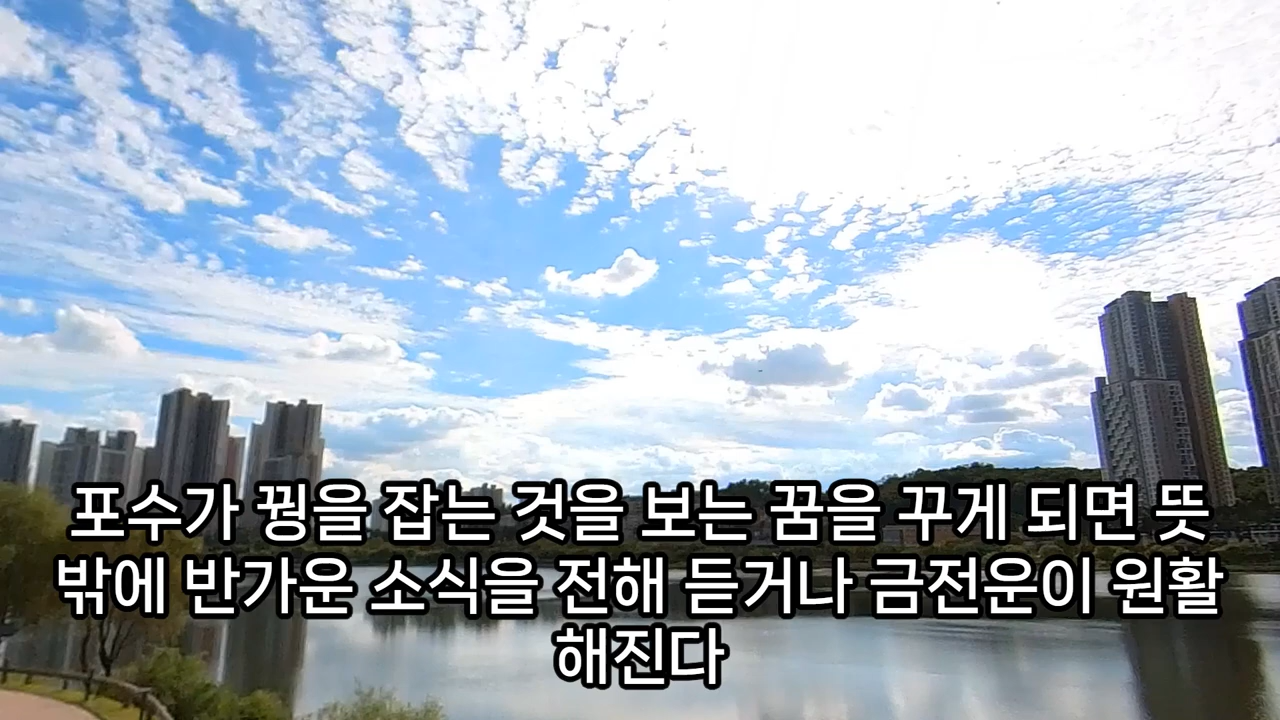 포수가 꿩을 잡는 것을 보는 꿈을 꾸게 되면 뜻
밖에 반가운 소식을 전해 듣거나 금전운이 원활
해진다